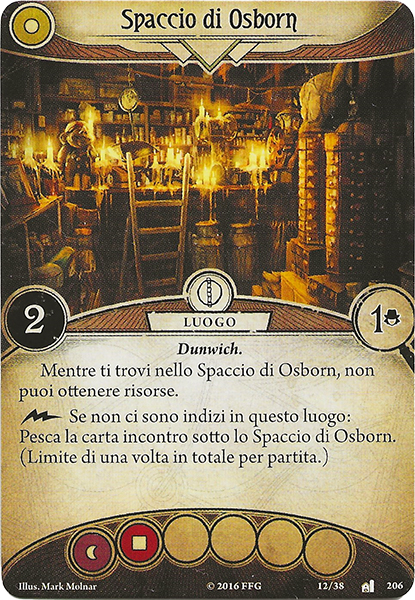 Spaccio di Osborn
2
LUOGO
1
Dunwich.
Mentre ti trovi nello Spaccio di Osborn, non
puoi ottenere risorse.
Se non ci sono indizi in questo luogo:
Pesca la carta incontro sotto lo Spaccio di Osborn.
(Limite di una volta in totale per partita.)
Illus. Mark Molnar © 2016 FFG 12/38 206